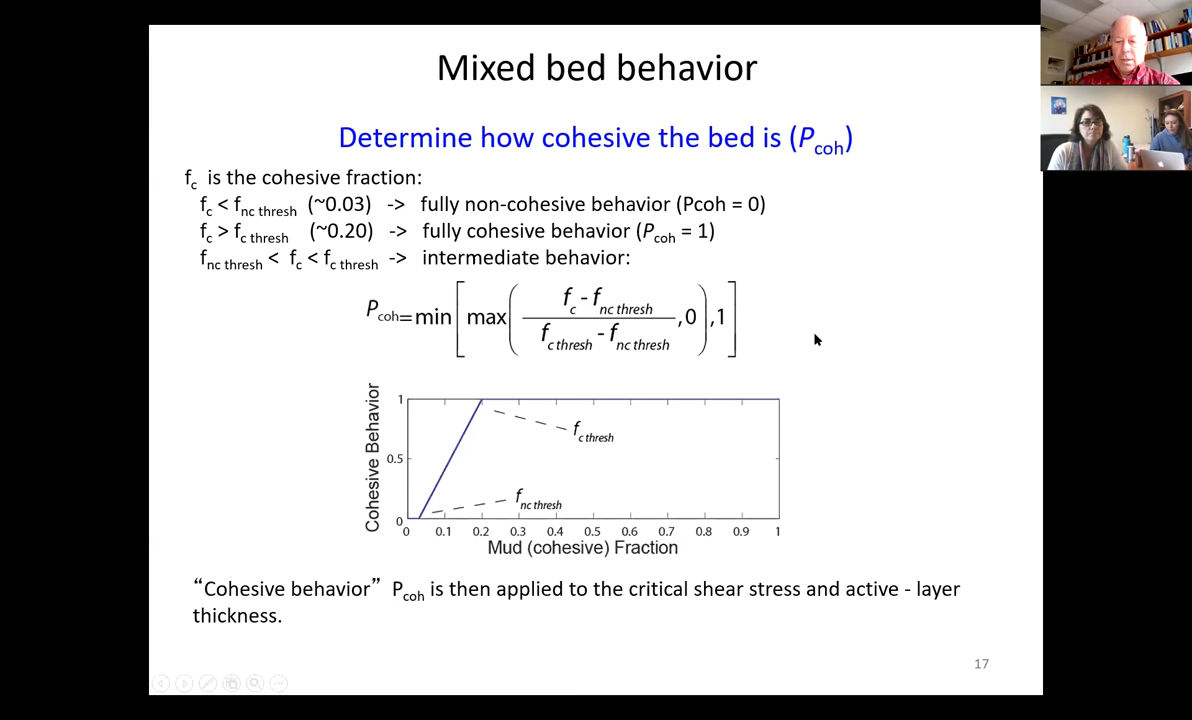 Mixed bed behavior
Determine how cohesive the bed is (Pcoh)
fc is the cohesive fraction:
fc < fnc thresh (~0.03) -> fully non-cohesive behavior (Pcoh = 0)
fc > fc thresh (~0.20) -> fully cohesive behavior (Pcoh = 1)
fnc thresh < fc < fc thresh -> intermediate behavior:
Pcoh=min[max((fc - fnc thresh)/(fc thresh - fnc thresh),0),1]
Cohesive Behavior
1
0.5
0
fc thresh
fnc thresh
0 0.1 0.2 0.3 0.4 0.5 0.6 0.7 0.8 0.9 1
Mud (cohesive) Fraction
“Cohesive behavior” Pcoh is then applied to the critical shear stress and active - layer
thickness.
17